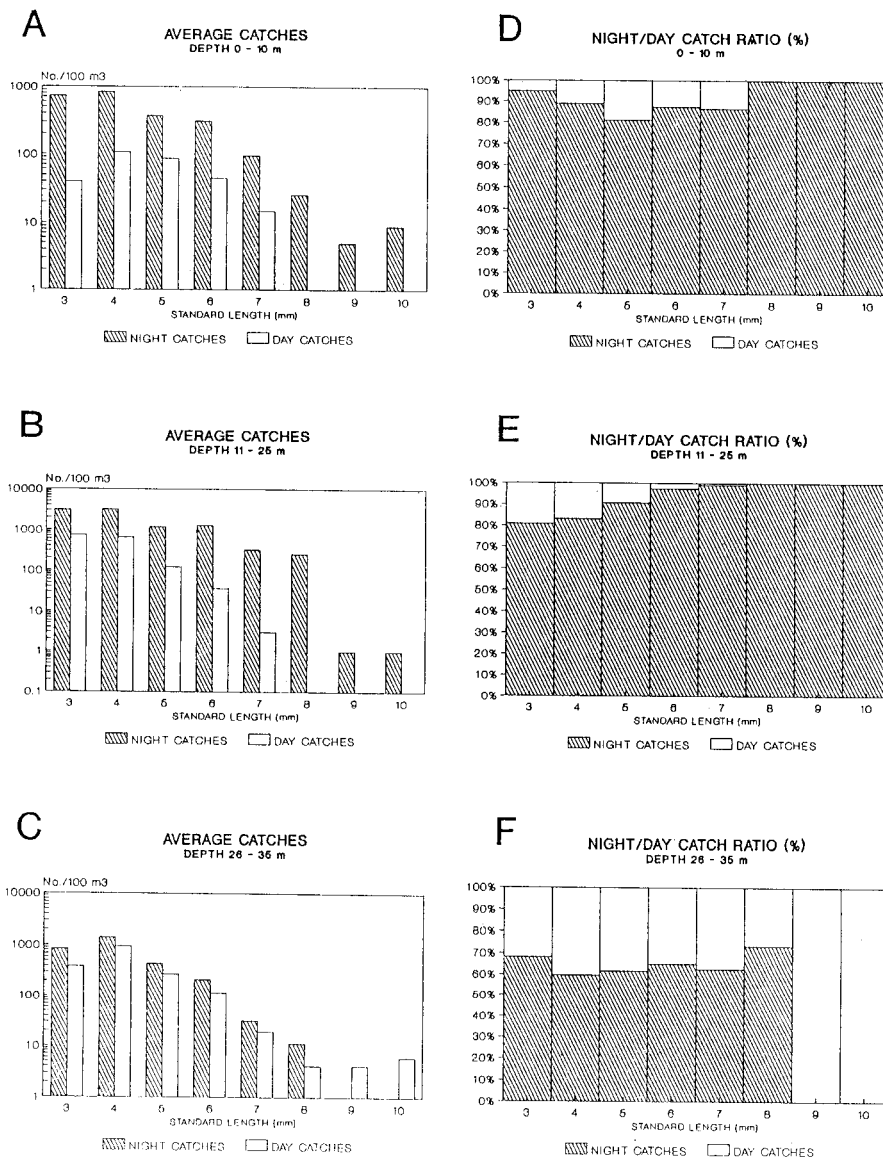 A
AVERAGE CATCHES
DEPTH 0 - 10 m
No./100 m3
1000
100
10
1
3 4 5 6 7 8 9 10
STANDARD LENGTH (mm)
NIGHT CATCHES DAY CATCHES
D
NIGHT/DAY CATCH RATIO (%)
0 - 10 m
100%
90%
80%
70%
60%
50%
40%
30%
20%
10%
0%
3 4 5 6 7 8 9 10
STANDARD LENGTH (mm)
NIGHT CATCHES DAY CATCHES
B
AVERAGE CATCHES
DEPTH 11 - 25 m
No./100 m3
10000
1000
100
10
1
0.1
3 4 5 6 7 8 9 10
STANDARD LENGTH (mm)
NIGHT CATCHES DAY CATCHES
E
NIGHT/DAY CATCH RATIO (%)
DEPTH 11 - 25 m
100%
90%
80%
70%
60%
50%
40%
30%
20%
10%
0%
3 4 5 6 7 8 9 10
STANDARD LENGTH (mm)
NIGHT CATCHES DAY CATCHES
C
AVERAGE CATCHES
DEPTH 26 - 35 m
No./100 m3
10000
1000
100
10
1
3 4 5 6 7 8 9 10
STANDARD LENGTH (mm)
NIGHT CATCHES DAY CATCHES
F
NIGHT/DAY CATCH RATIO (%)
DEPTH 26 - 35 m
100%
90%
80%
70%
60%
50%
40%
30%
20%
10%
0%
3 4 5 6 7 8 9 10
STANDARD LENGTH (mm)
NIGHT CATCHES DAY CATCHES